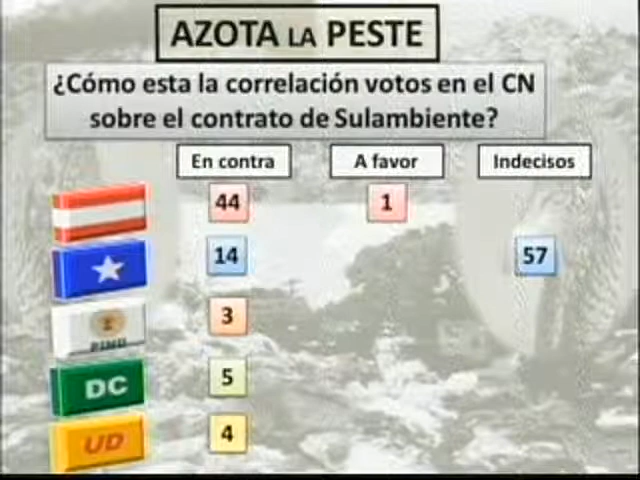 AZOTA LA PESTE
¿Cómo esta la correlación votos en el CN
sobre el contrato de Sulambiente?
En contra A favor Indecisos
44 1
14 57
PINU 3
DC 5
UD 4